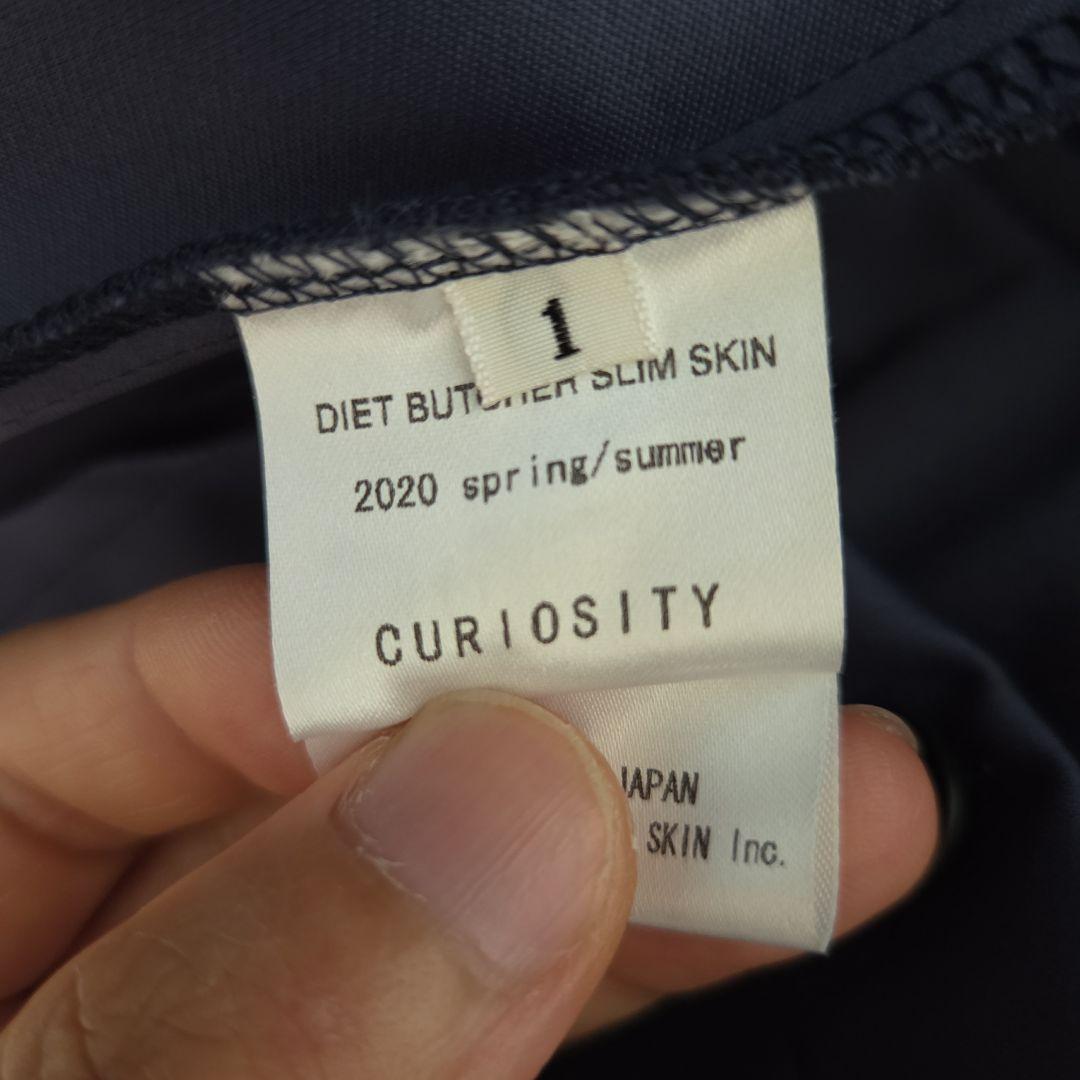 1
DIET BUTCHER SLIM SKIN
2020 spring/summer
CURIOSITY
JAPAN
SKIN Inc.